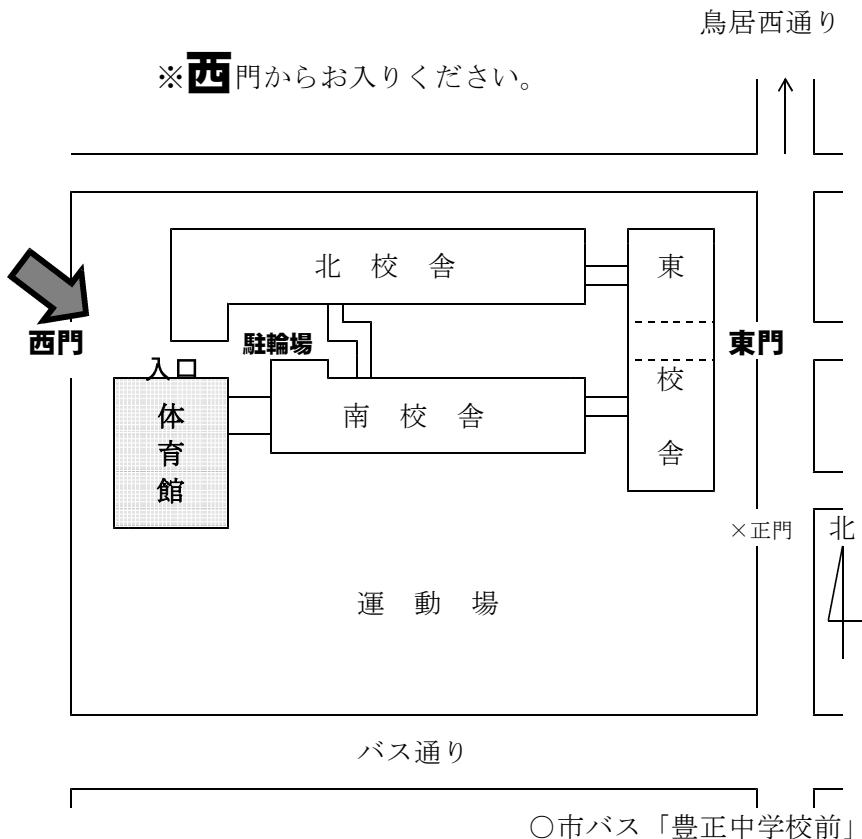 鳥居西通り
※西門からお入りください。
北校舎
東校舎
西門
駐輪場
東門
入口
体育館
南校舎
×正門
北
運動場
バス通り
○市バス「豊正中学校前」